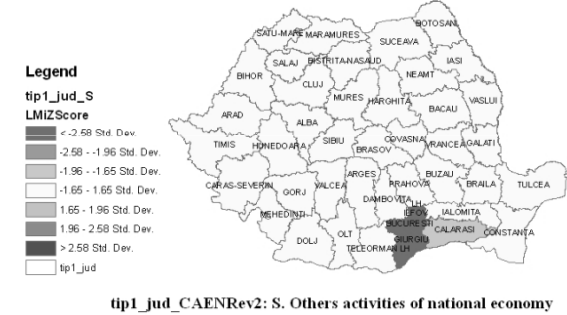 BOTOSANI
SATU-MARE MARAMURES
SUCEAVA
SALAJ BISTRITA-NASAUD IASI
BIHOR CLUJ NEAMT
MURES HARGHITA VASLUI
BACAU
ARAD ALBA
TIMIS HUNEDOARA SIBIU COVASNA VRANCEA GALATI
BRASOV
CARAS-SEVERIN GORJ VALCEA ARGES PRAHOVA BUZAU BRAILA TULCEA
DAMBOVITA LH
MEHEDINTI ILFOV IALOMITA
BUCURESTI CALARASI CONSTANTA
DOLJ OLT TELEORMAN LH GIURGIU
Legend
tip1_jud_S
LMiZScore
< -2.58 Std. Dev.
-2.58 - -1.96 Std. Dev.
-1.96 - -1.65 Std. Dev.
-1.65 - 1.65 Std. Dev.
1.65 - 1.96 Std. Dev.
1.96 - 2.58 Std. Dev.
> 2.58 Std. Dev.
tip1_jud
tip1_jud_CAENRev2: S. Others activities of national economy